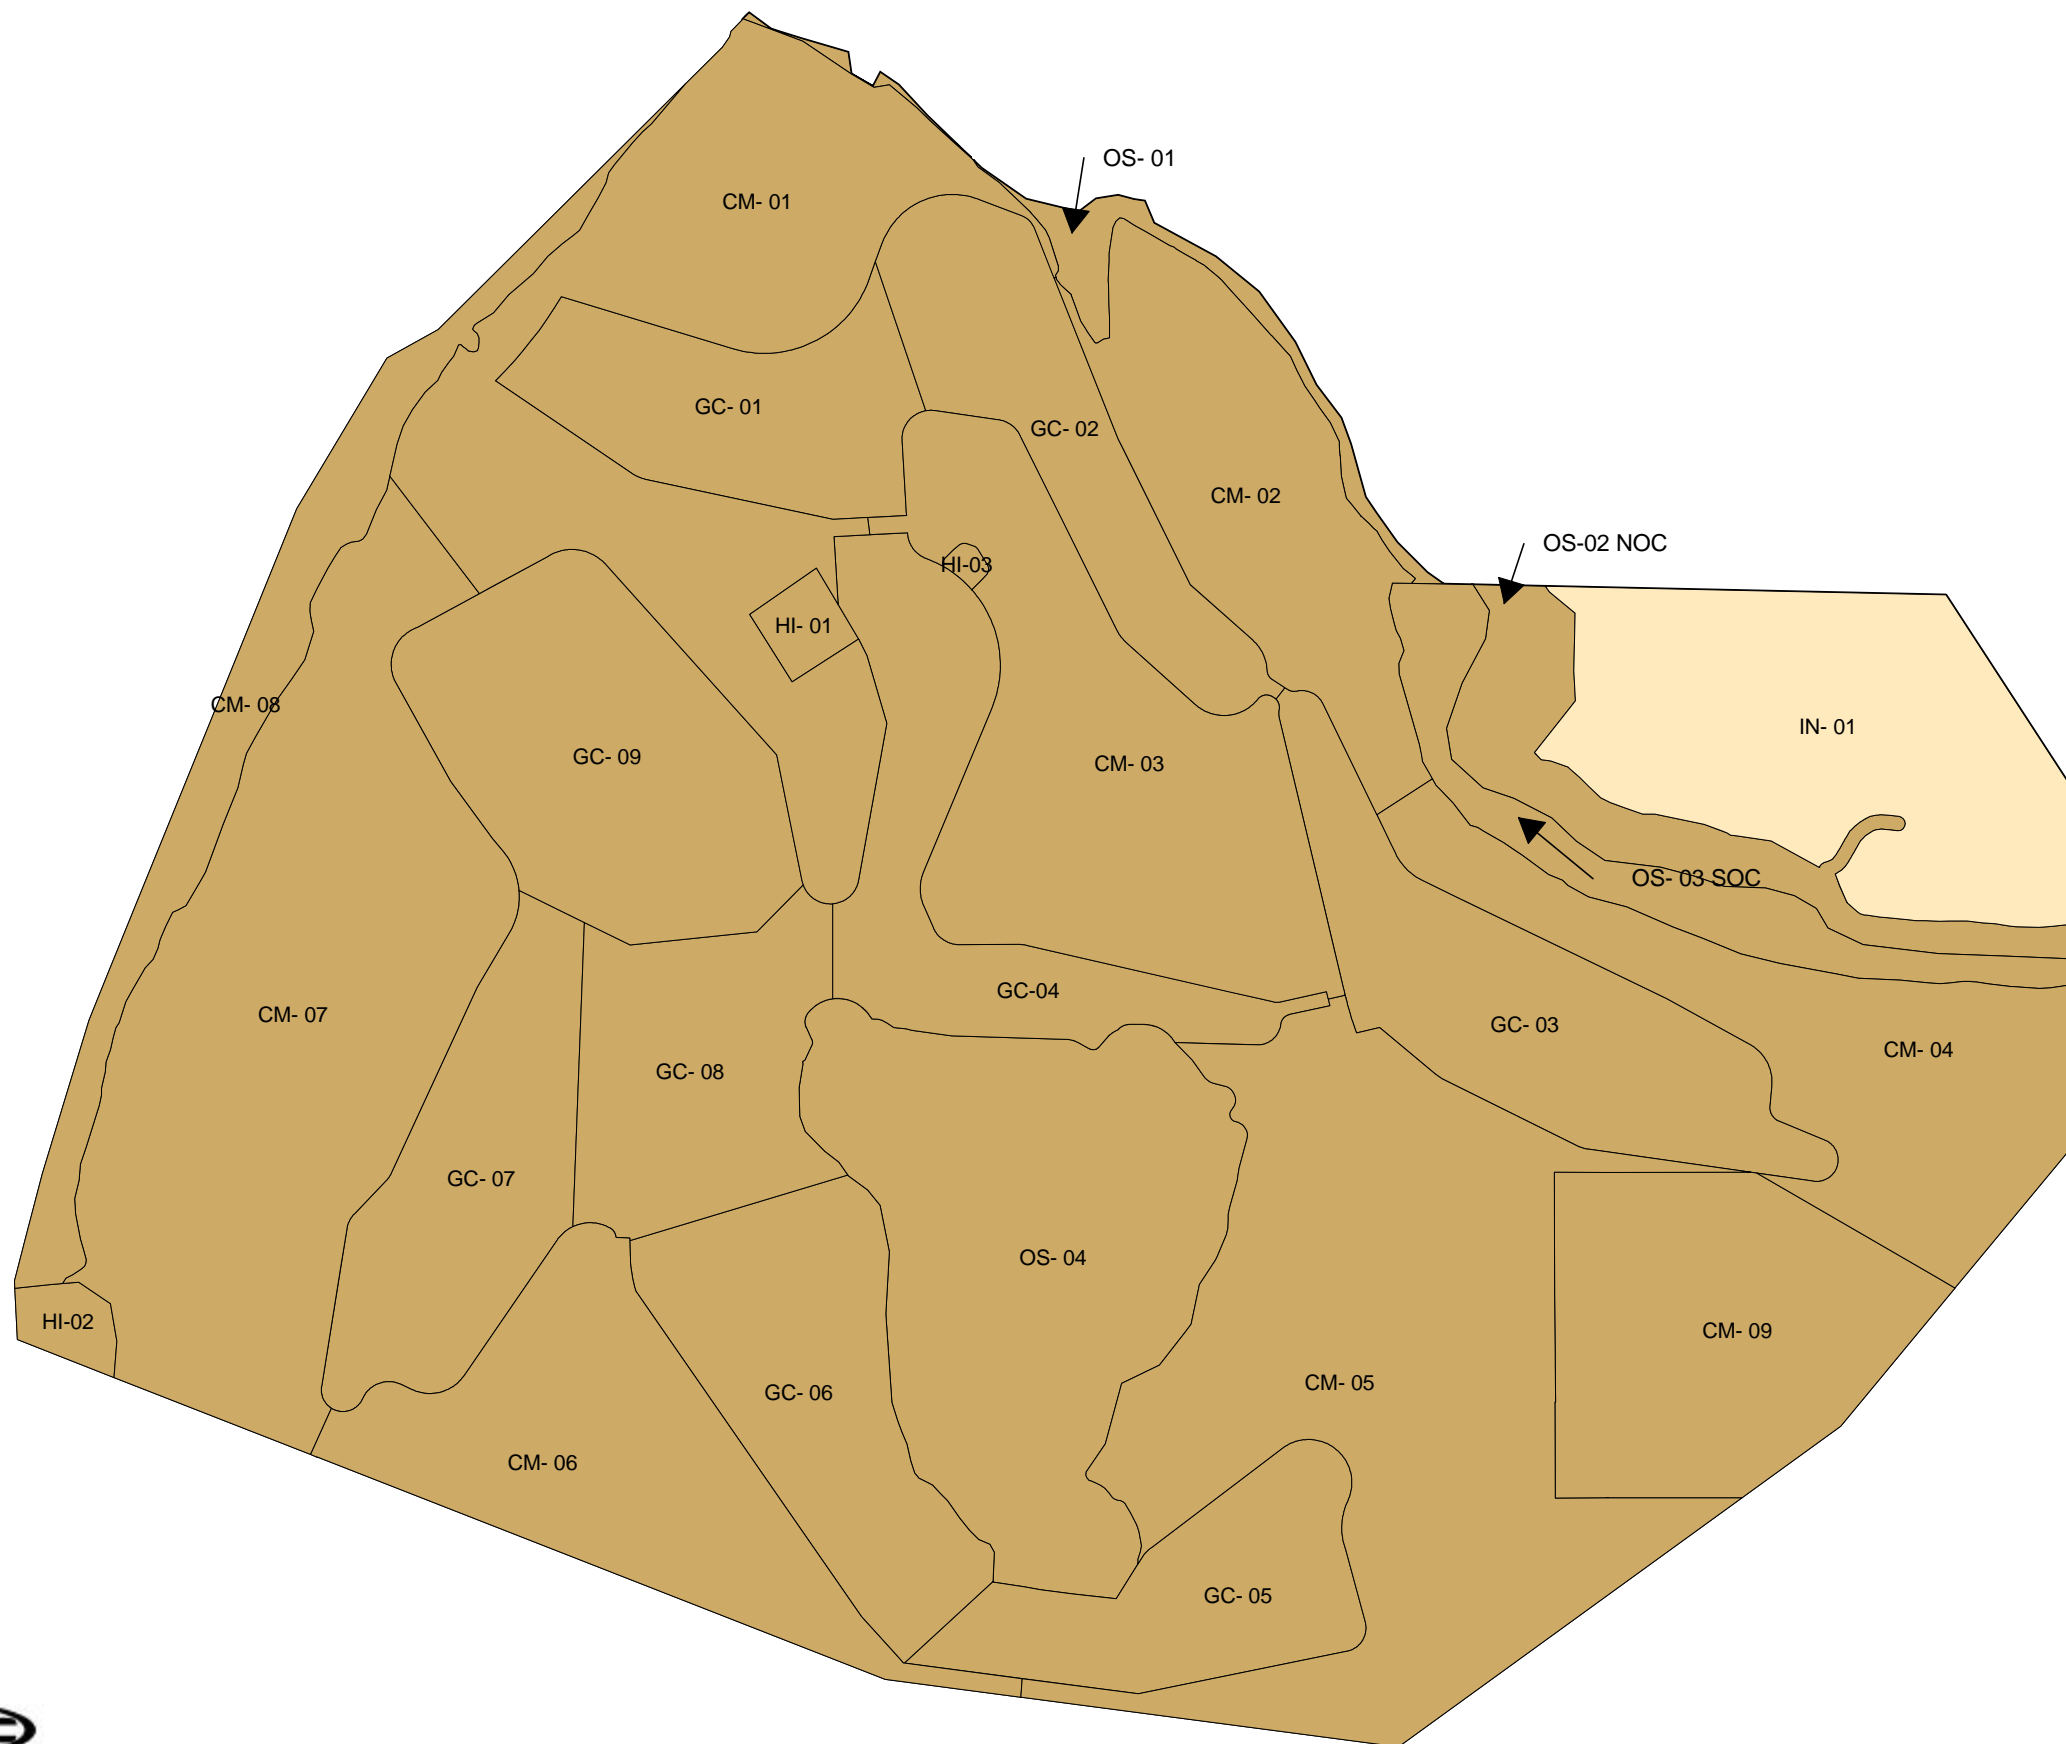 OS- 01
CM- 01
GC- 01
GC- 02
CM- 02
OS-02 NOC
HI-03
HI- 01
CM- 08
IN- 01
GC- 09
CM- 03
OS- 03 SOC
GC-04
CM- 07
GC- 03
CM- 04
GC- 08
GC- 07
OS- 04
HI-02
CM- 09
CM- 05
GC- 06
CM- 06
GC- 05